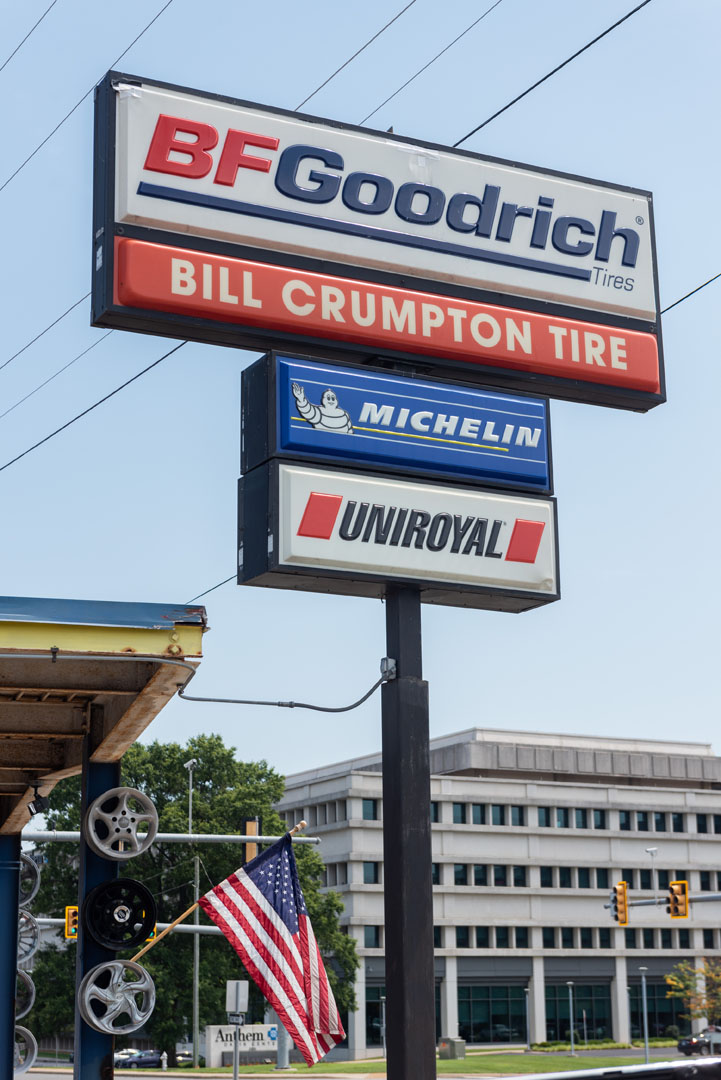 BFGoodrich®
Tires
BILL CRUMPTON TIRE
MICHELIN
UNIROYAL
Anthem